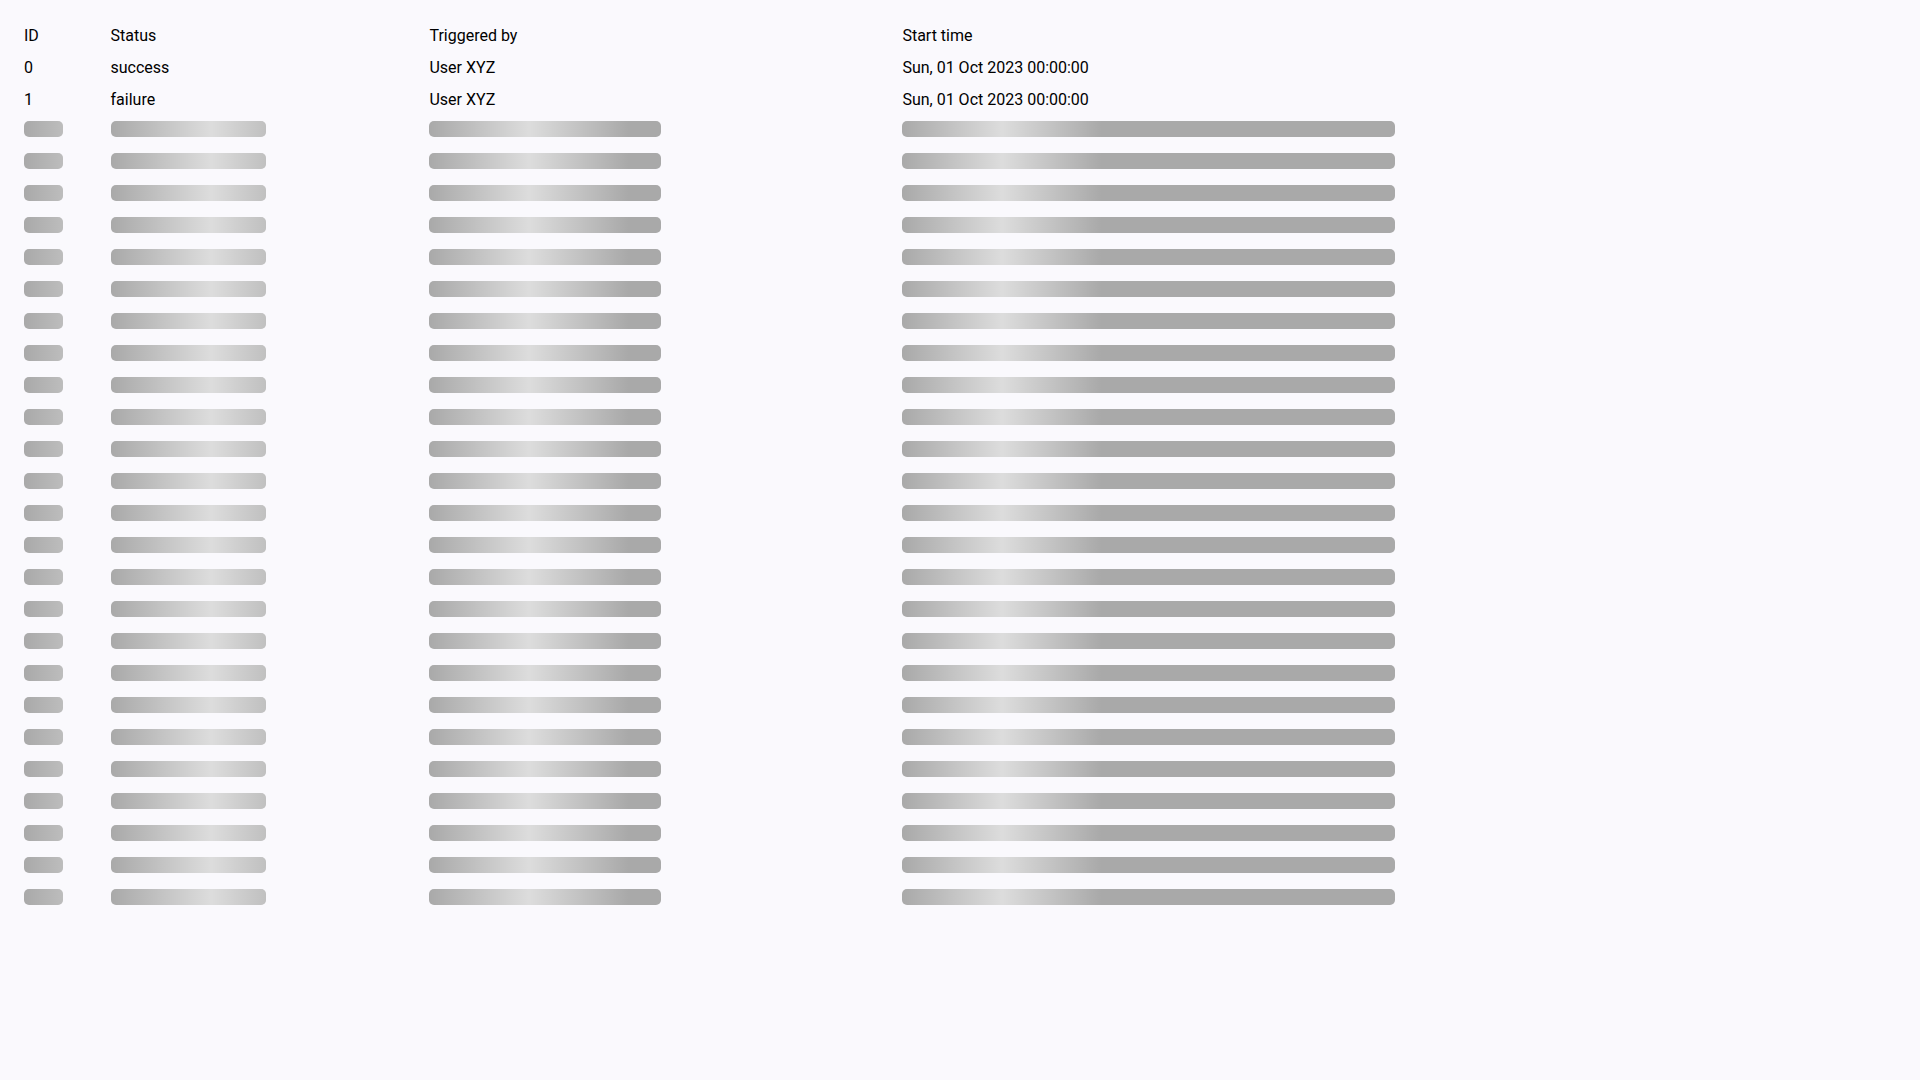 ID Status Triggered by Start time
0 success User XYZ Sun, 01 Oct 2023 00:00:00
1 failure User XYZ Sun, 01 Oct 2023 00:00:00